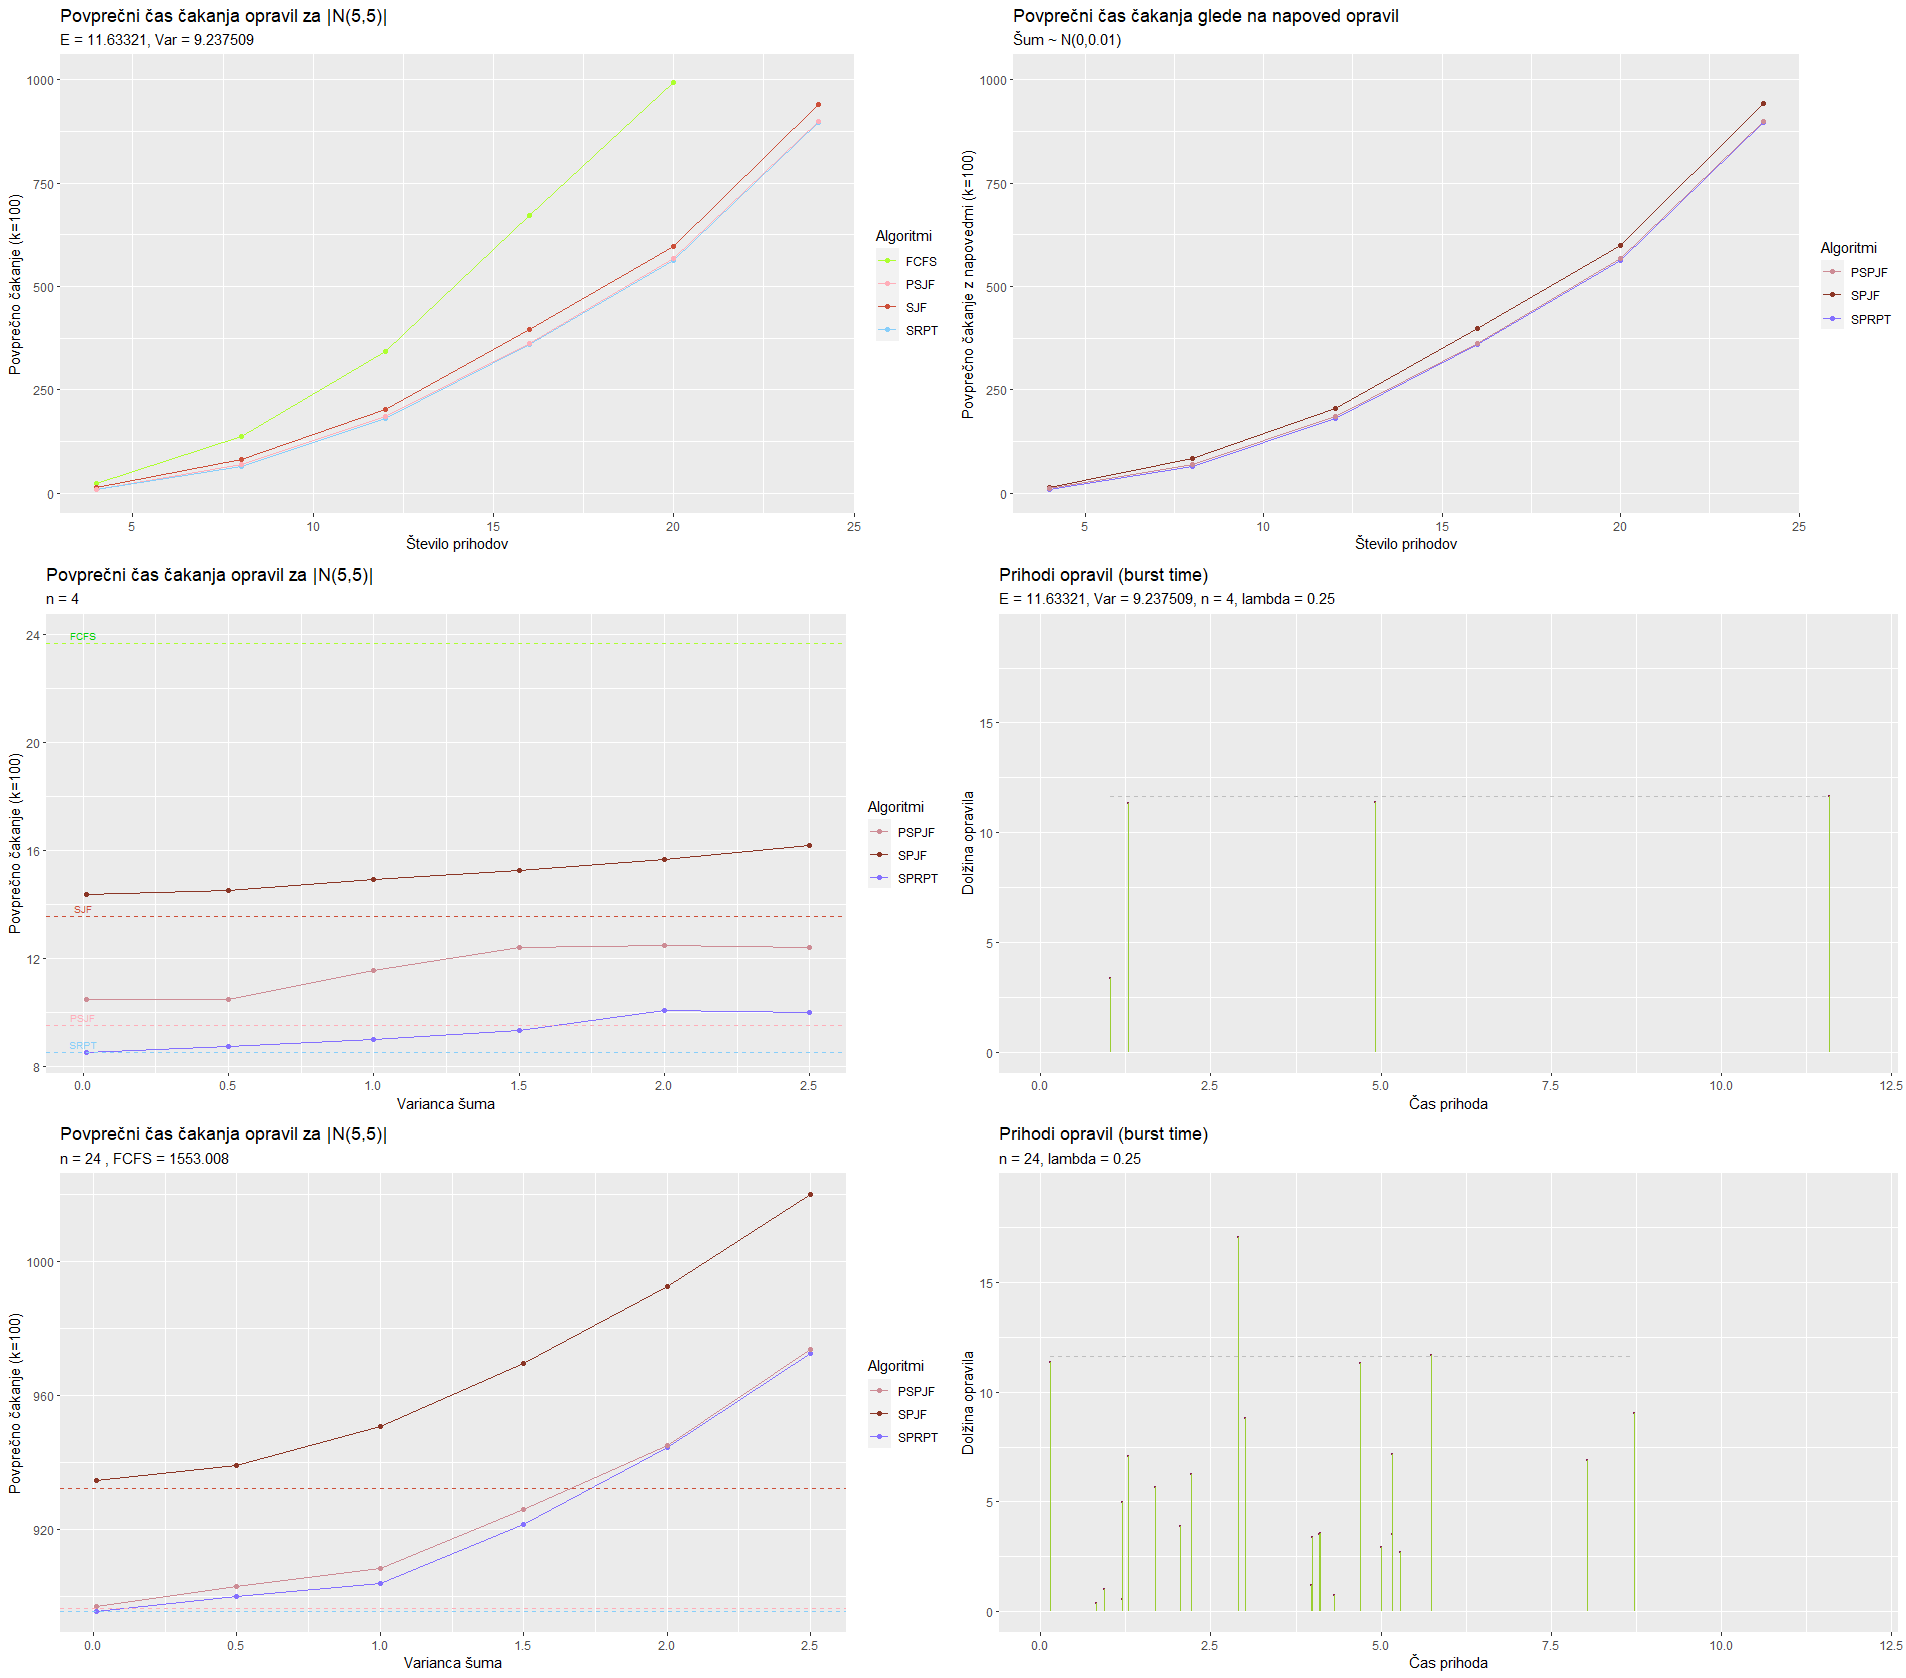 Povprečni čas čakanja opravil za |N(5,5)|
E = 11.63321, Var = 9.237509
Povprečno čakanje (k=100)
1000
750
500
250
0
5
10
15
20
25
Število prihodov
Algoritmi
FCFS
PSJF
SJF
SRPT
Povprečni čas čakanja glede na napoved opravil
Šum ~ N(0,0.01)
Povprečno čakanje z napovedmi (k=100)
1000
750
500
250
0
5
10
15
20
25
Število prihodov
Algoritmi
PSPJF
SPJF
SPRPT
Povprečni čas čakanja opravil za |N(5,5)|
n = 4
Povprečno čakanje (k=100)
24
20
16
12
8
FCFS
SJF
PSJF
SRPT
0.0
0.5
1.0
1.5
2.0
2.5
Varianca šuma
Algoritmi
PSPJF
SPJF
SPRPT
Prihodi opravil (burst time)
E = 11.63321, Var = 9.237509, n = 4, lambda = 0.25
Dolžina opravila
15
10
5
0
0.0
2.5
5.0
7.5
10.0
12.5
Čas prihoda
Povprečni čas čakanja opravil za |N(5,5)|
n = 24 , FCFS = 1553.008
Povprečno čakanje (k=100)
1000
960
920
0.0
0.5
1.0
1.5
2.0
2.5
Varianca šuma
Algoritmi
PSPJF
SPJF
SPRPT
Prihodi opravil (burst time)
n = 24, lambda = 0.25
Dolžina opravila
15
10
5
0
0.0
2.5
5.0
7.5
10.0
12.5
Čas prihoda